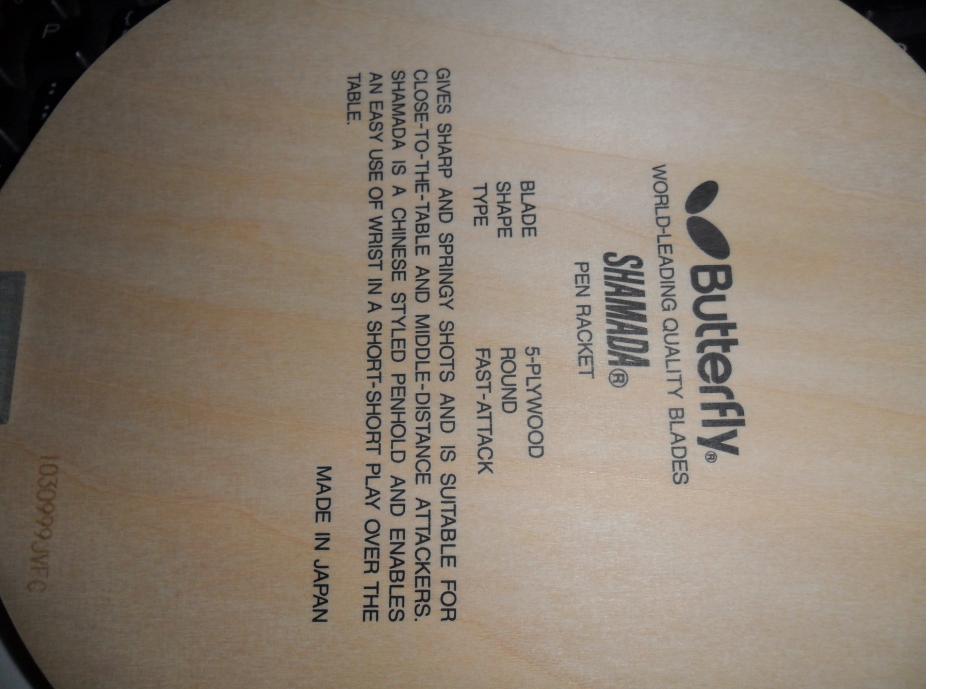 Butterfly®
WORLD-LEADING QUALITY BLADES
SHAMADA®
PEN RACKET
BLADE 5-PLYWOOD
SHAPE ROUND
TYPE FAST-ATTACK
GIVES SHARP AND SPRINGY SHOTS AND IS SUITABLE FOR
CLOSE-TO-THE-TABLE AND MIDDLE-DISTANCE ATTACKERS.
SHAMADA IS A CHINESE STYLED PENHOLD AND ENABLES
AN EASY USE OF WRIST IN A SHORT-SHORT PLAY OVER THE
TABLE.
MADE IN JAPAN